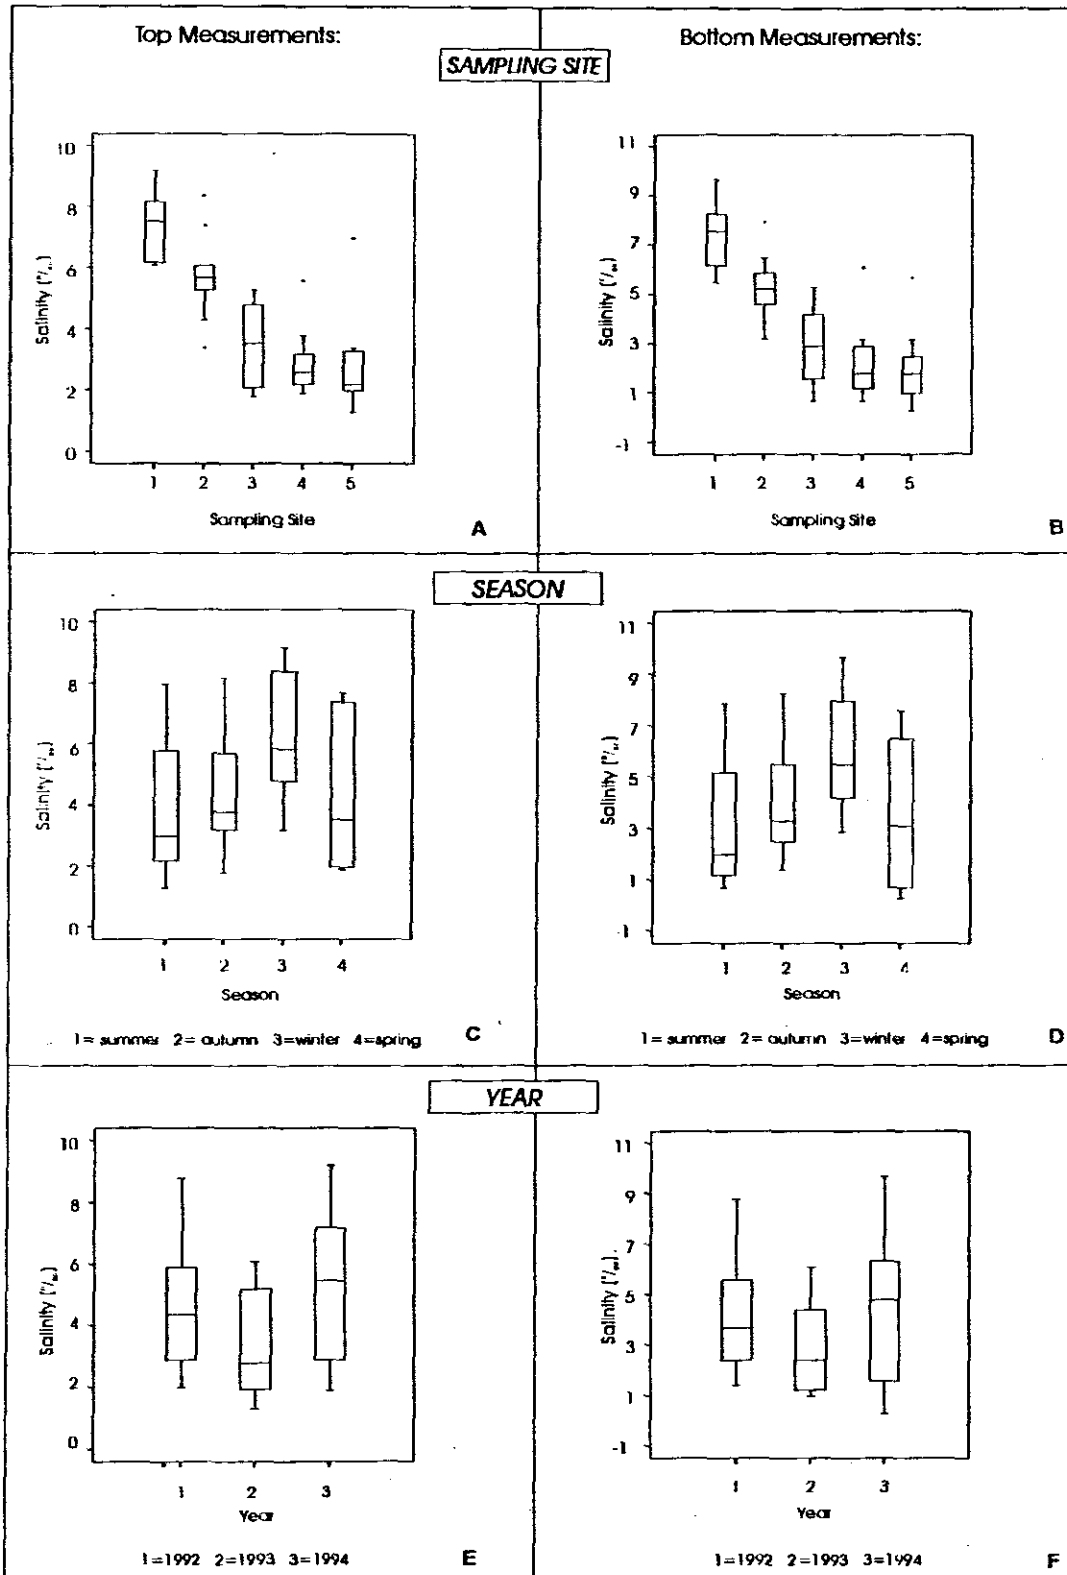 Top Measurements:
Bottom Measurements:
SAMPLING SITE
10
8
6
4
2
0
Salinity
1 2 3 4 5
Sampling Site
A
11
9
7
5
3
1
-1
Salinity
1 2 3 4 5
Sampling Site
B
SEASON
10
8
6
4
2
0
Salinity
1 2 3 4
Season
1= summer 2= autumn 3=winter 4=spring
C
11
9
7
5
3
1
-1
Salinity
1 2 3 4
Season
1= summer 2= autumn 3=winter 4=spring
D
YEAR
10
8
6
4
2
0
Salinity
1 2 3
Year
1=1992 2=1993 3=1994
E
11
9
7
5
3
1
-1
Salinity
1 2 3
Year
1=1992 2=1993 3=1994
F